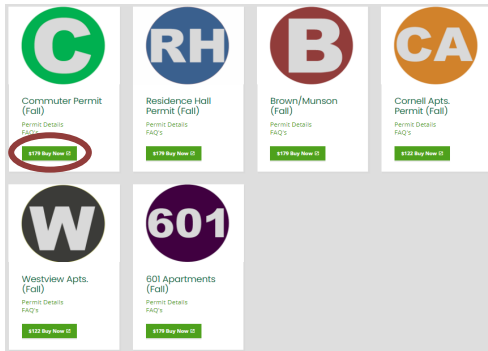 C
RH
B
CA
Commuter Permit
(Fall)
Permit Details
FAQ's
$179 Buy Now
Residence Hall
Permit (Fall)
Permit Details
FAQ's
$179 Buy Now
Brown/Munson
(Fall)
Permit Details
FAQ's
$179 Buy Now
Cornell Apts.
Permit (Fall)
Permit Details
FAQ's
$122 Buy Now
W
601
Westview Apts.
(Fall)
Permit Details
FAQ's
$122 Buy Now
601 Apartments
(Fall)
Permit Details
FAQ's
$179 Buy Now